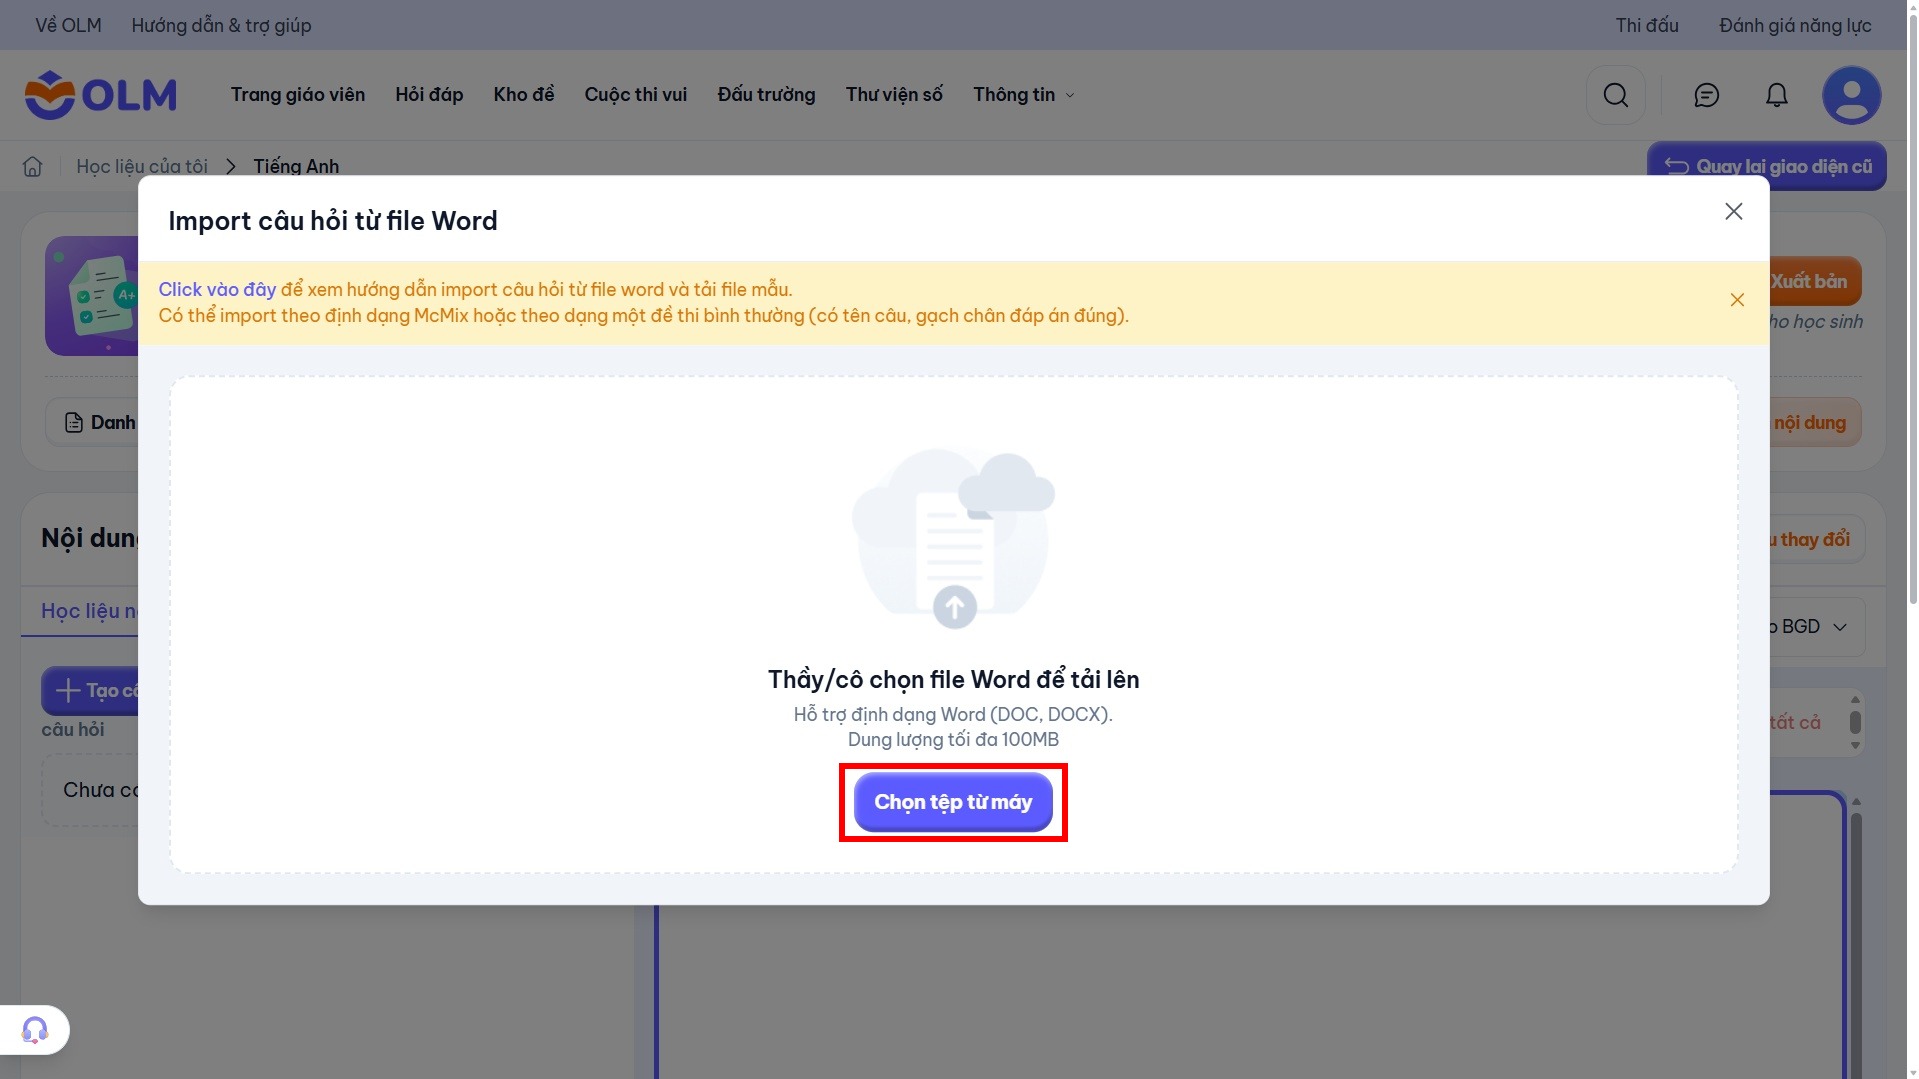 Về OLM
Hướng dẫn & trợ giúp
Thi đấu
Đánh giá năng lực
OLM
Trang giáo viên
Hỏi đáp
Kho đề
Cuộc thi vui
Đấu trường
Thư viện số
Thông tin
Học liệu của tôi
Tiếng Anh
Quay lại giao diện cũ
Import câu hỏi từ file Word
Click vào đây để xem hướng dẫn import câu hỏi từ file word và tải file mẫu.
Có thể import theo định dạng McMix hoặc theo dạng một đề thi bình thường (có tên câu, gạch chân đáp án đúng).
A+
Xuất bản
học sinh
Danh
nội dung
Nội dung
thay đổi
Học liệu
BGD
Tạo
câu hỏi
tất cả
Chưa
Thầy/cô chọn file Word để tải lên
Hỗ trợ định dạng Word (DOC, DOCX).
Dung lượng tối đa 100MB
Chọn tệp từ máy